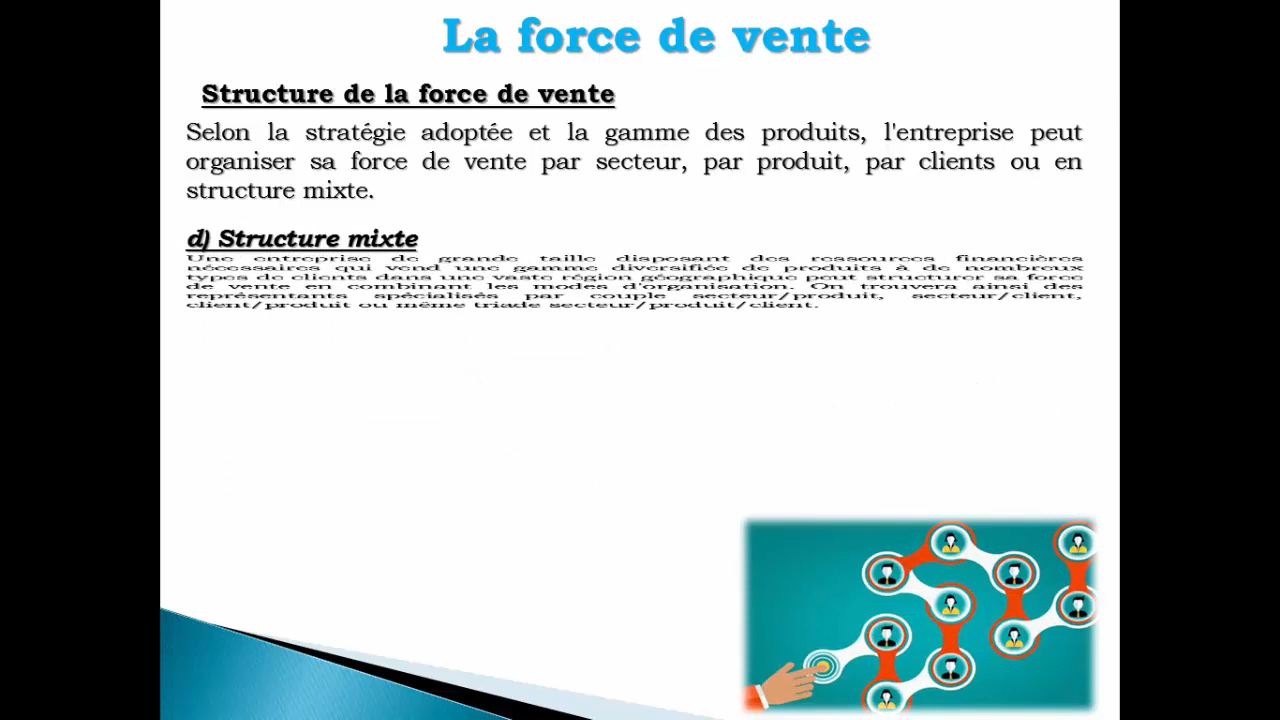 La force de vente
Structure de la force de vente
Selon la stratégie adoptée et la gamme des produits, l'entreprise peut
organiser sa force de vente par secteur, par produit, par clients ou en
structure mixte.
d) Structure mixte
Une entreprise de grande taille disposant des ressources financières
nécessaires qui vend une gamme diversifiée de produits à de nombreux
types de clients dans une vaste région géographique peut structurer sa force
de vente en combinant les modes d'organisation. On trouvera ainsi des
représentants spécialisés par couple secteur/produit, secteur/client,
client/produit ou même triade secteur/produit/client.